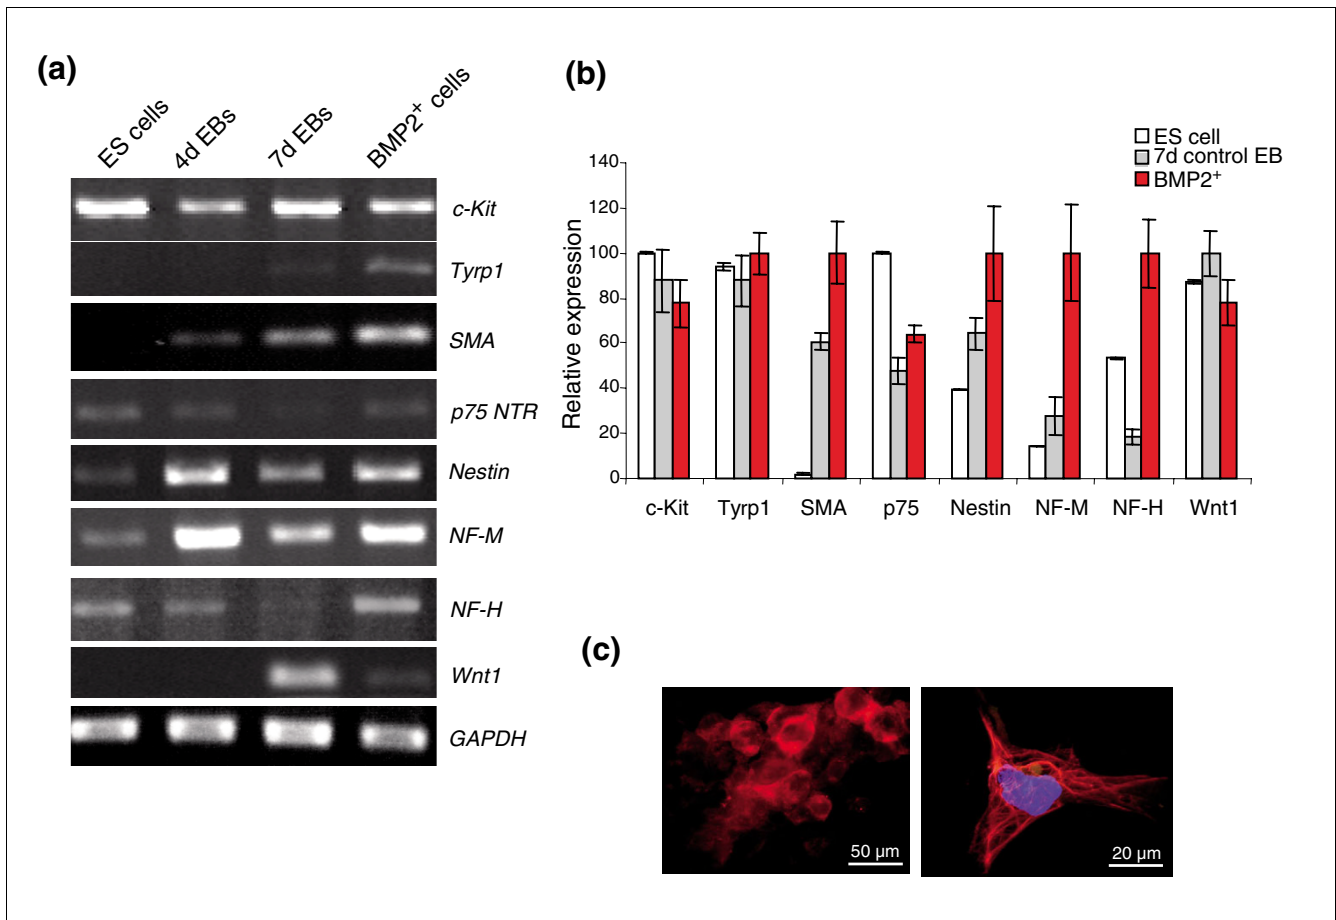 (a)
ES cells
4d EBs
7d EBs
BMP2⁺ cells
c-Kit
Tyrp1
SMA
p75 NTR
Nestin
NF-M
NF-H
Wnt1
GAPDH
(b)
ES cell
7d control EB
BMP2⁺
Relative expression
140
120
100
80
60
40
20
0
c-Kit Tyrp1 SMA p75 Nestin NF-M NF-H Wnt1
(c)
50 µm
20 µm